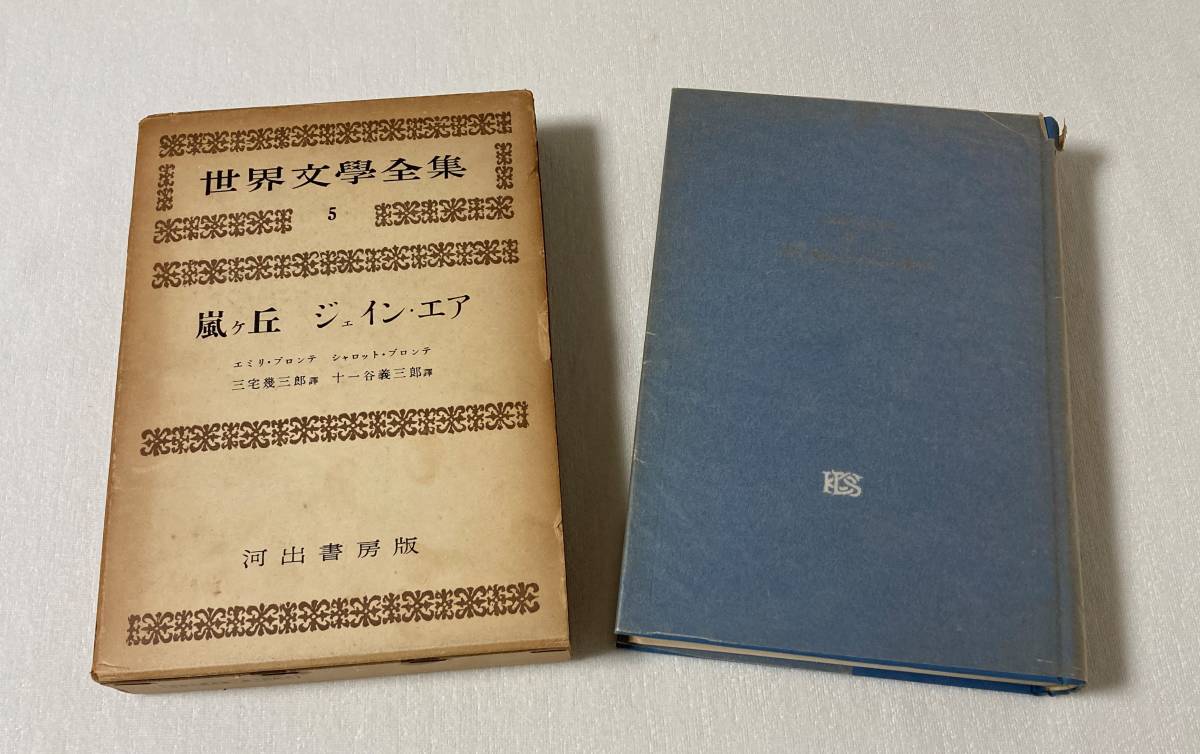 世界文學全集
5
嵐ヶ丘 ジェイン・エア
エミリ・ブロンテ シャロット・ブロンテ
三宅幾三郎譯 十一谷義三郎譯
河出書房版